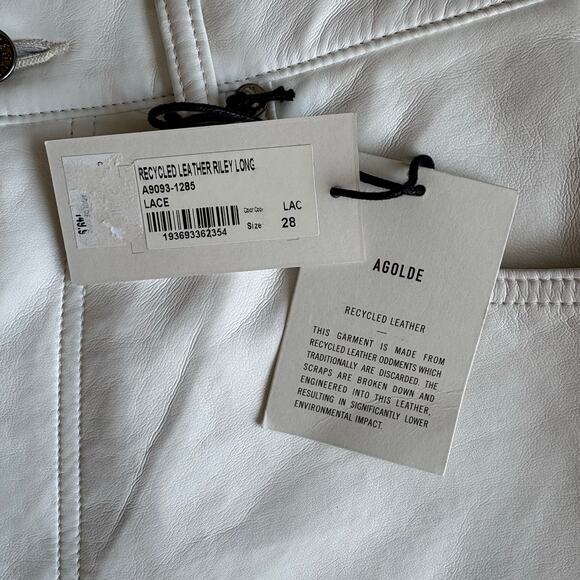 RECYCLED LEATHER RILEY LONG
A9093-1285
LACE
Color Code: LAC
193693362354
Size: 28
AGOLDE
RECYCLED LEATHER
THIS GARMENT IS MADE FROM
RECYCLED LEATHER ODDMENTS WHICH
TRADITIONALLY ARE DISCARDED. THE
SCRAPS ARE BROKEN DOWN AND
ENGINEERED INTO THIS LEATHER,
RESULTING IN SIGNIFICANTLY LOWER
ENVIRONMENTAL IMPACT.